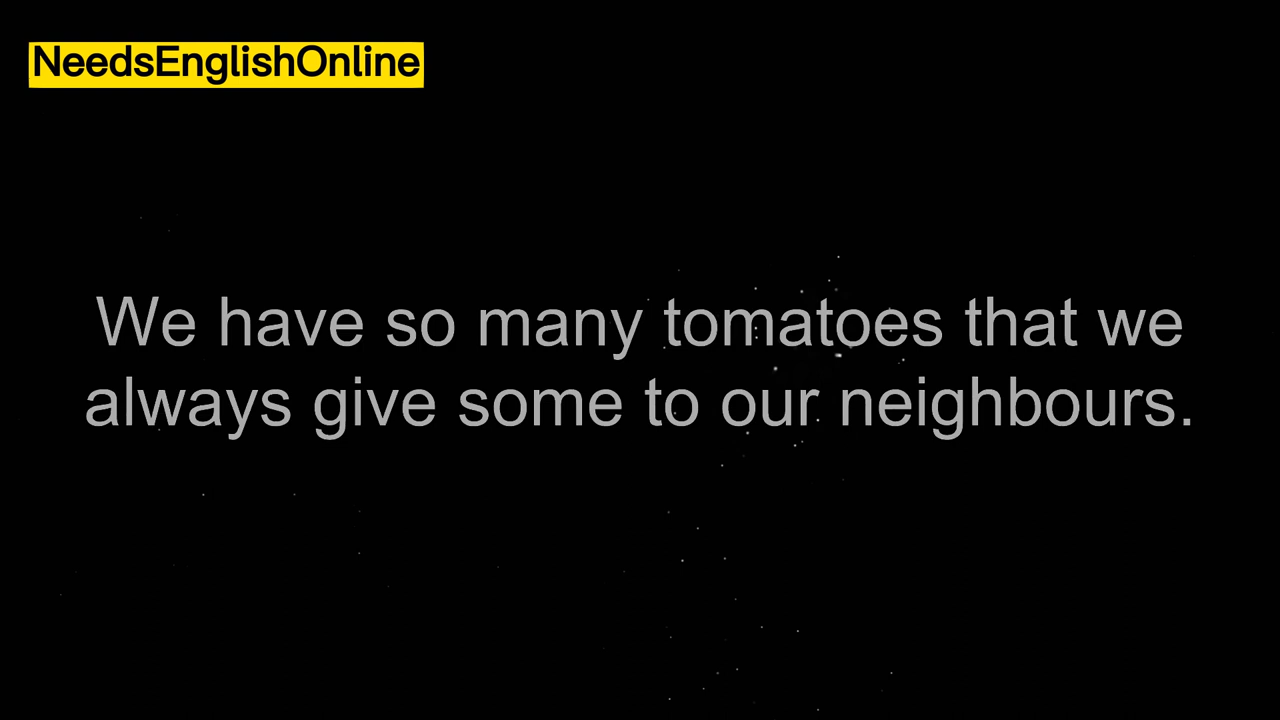 NeedsEnglishOnline
We have so many tomatoes that we
always give some to our neighbours.